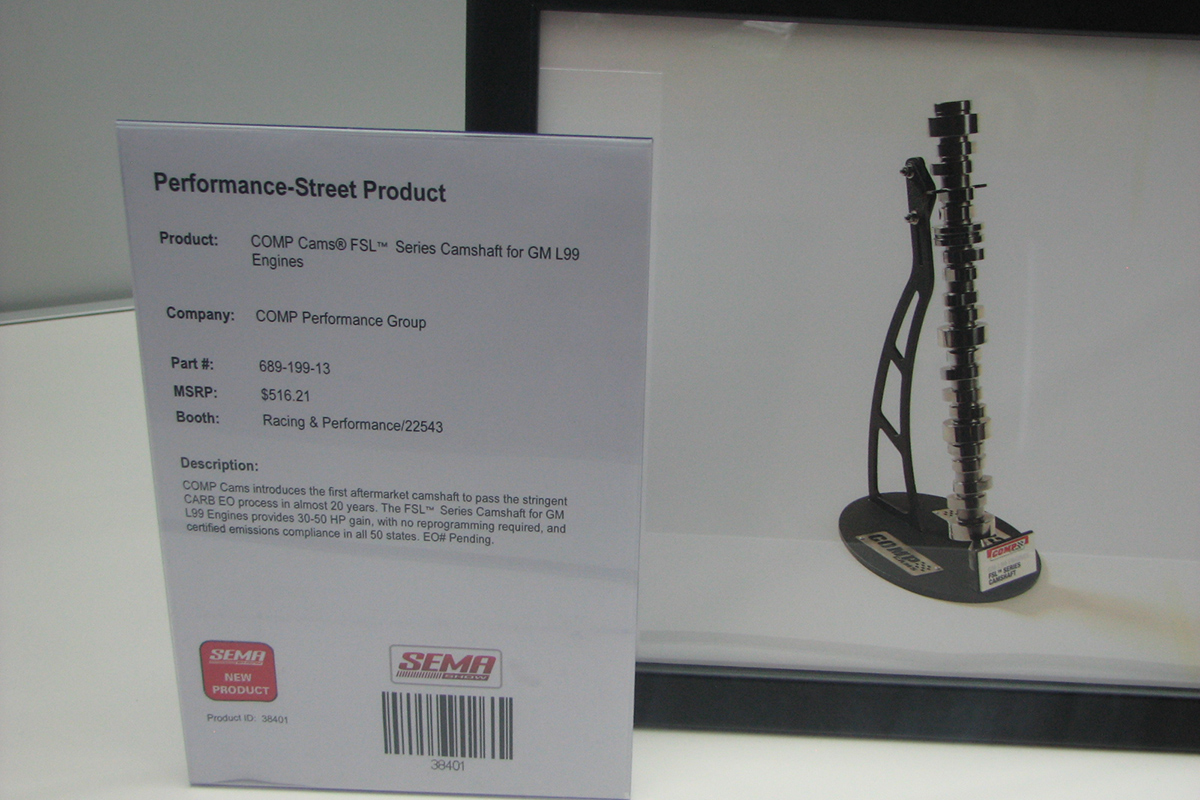 Performance-Street Product
Product: COMP Cams® FSL™ Series Camshaft for GM L99
Engines
Company: COMP Performance Group
Part #: 689-199-13
MSRP: $516.21
Booth: Racing & Performance/22543
Description:
COMP Cams introduces the first aftermarket camshaft to pass the stringent
CARB EO process in almost 20 years. The FSL™ Series Camshaft for GM
L99 Engines provides 30-50 HP gain, with no reprogramming required, and
certified emissions compliance in all 50 states. EO# Pending.
SEMA
NEW
PRODUCT
Product ID: 38401
SEMA
SHOW
38401
COMP
COMP
FSL™ SERIES
CAMSHAFT